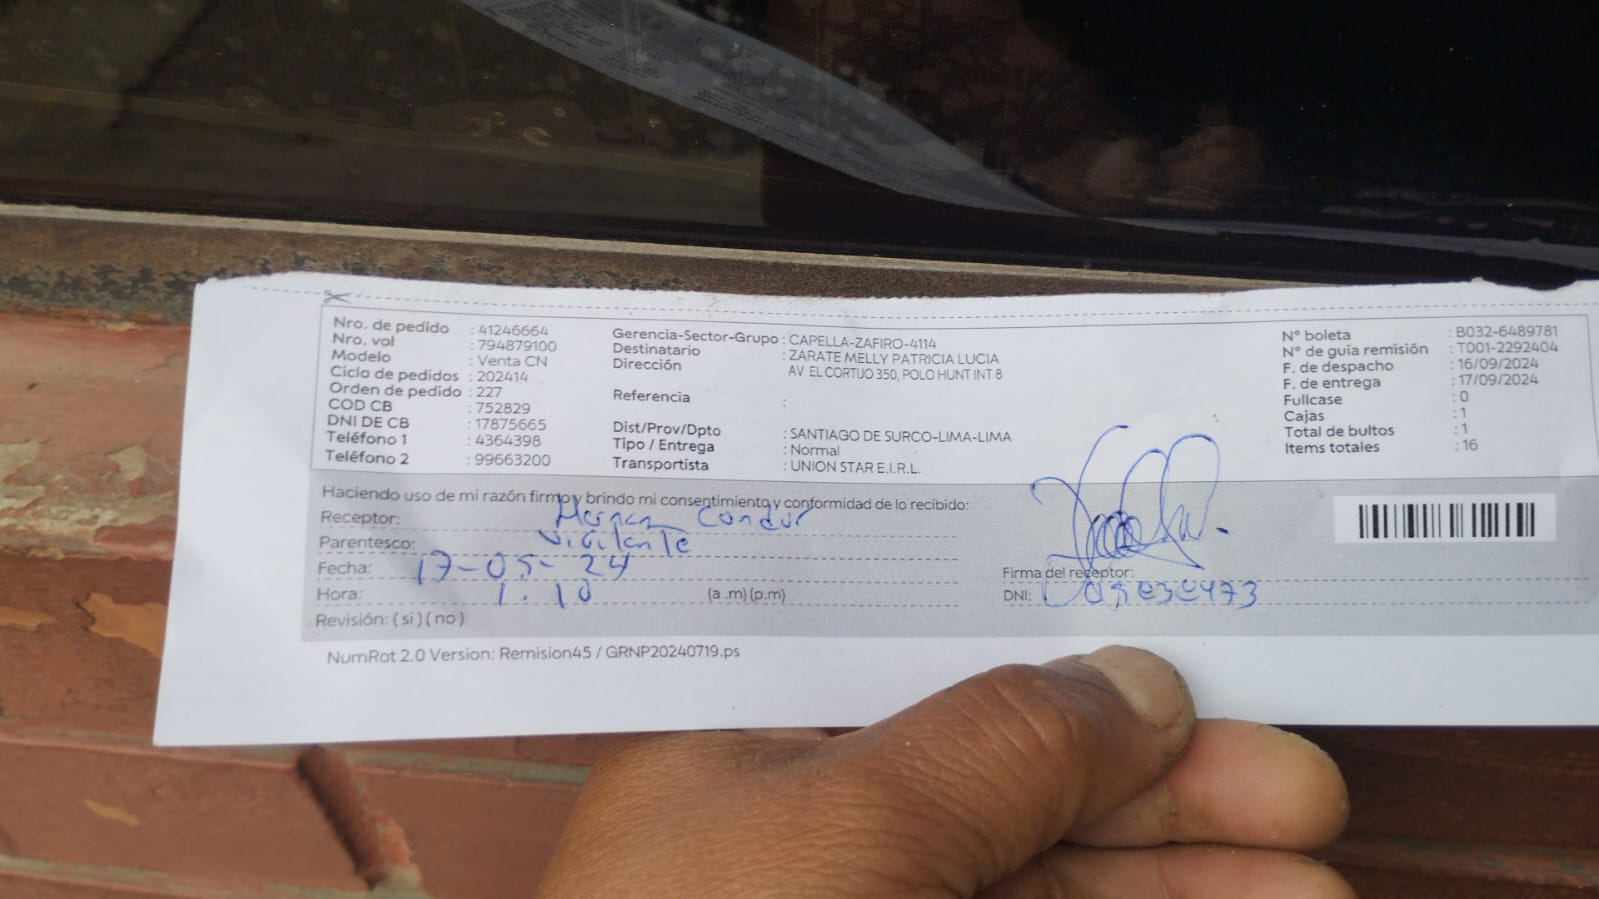 Nro. de pedido : 41246664
Nro. vol : 794879100
Modelo : Venta CN
Ciclo de pedidos : 202414
Orden de pedido : 227
COD CB : 752829
DNI DE CB : 17875665
Teléfono 1 : 4364398
Teléfono 2 : 99663200
Gerencia-Sector-Grupo : CAPELLA-ZAFIRO-4114
Destinatario : ZARATE MELLY PATRICIA LUCIA
Dirección AV EL CORTIJO 350, POLO HUNT INT 8
Referencia :
Dist/Prov/Dpto : SANTIAGO DE SURCO-LIMA-LIMA
Tipo / Entrega : Normal
Transportista : UNION STAR E.I.R.L.
N° boleta : B032-6489781
N° de guía remisión : T001-2292404
F. de despacho : 16/09/2024
F. de entrega : 17/09/2024
Fullcase : 0
Cajas : 1
Total de bultos : 1
Items totales : 16
Haciendo uso de mi razón firmo y brindo mi consentimiento y conformidad de lo recibido:
Receptor: Condor
Parentesco: Vigilante
Fecha: 17-05-24
Hora: 1:10 (a .m) (p.m)
Revisión: ( si ) ( no )
Firma del receptor:
DNI:
NumRot 2.0 Version: Remision45 / GRNP20240719.ps